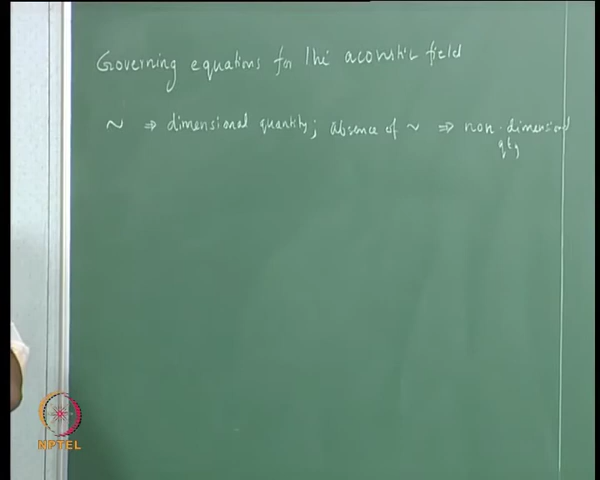 Governing equations for the acoustic field
~ ⇒ dimensional quantity; absence of ~ ⇒ non-dimensional
qty
NPTEL